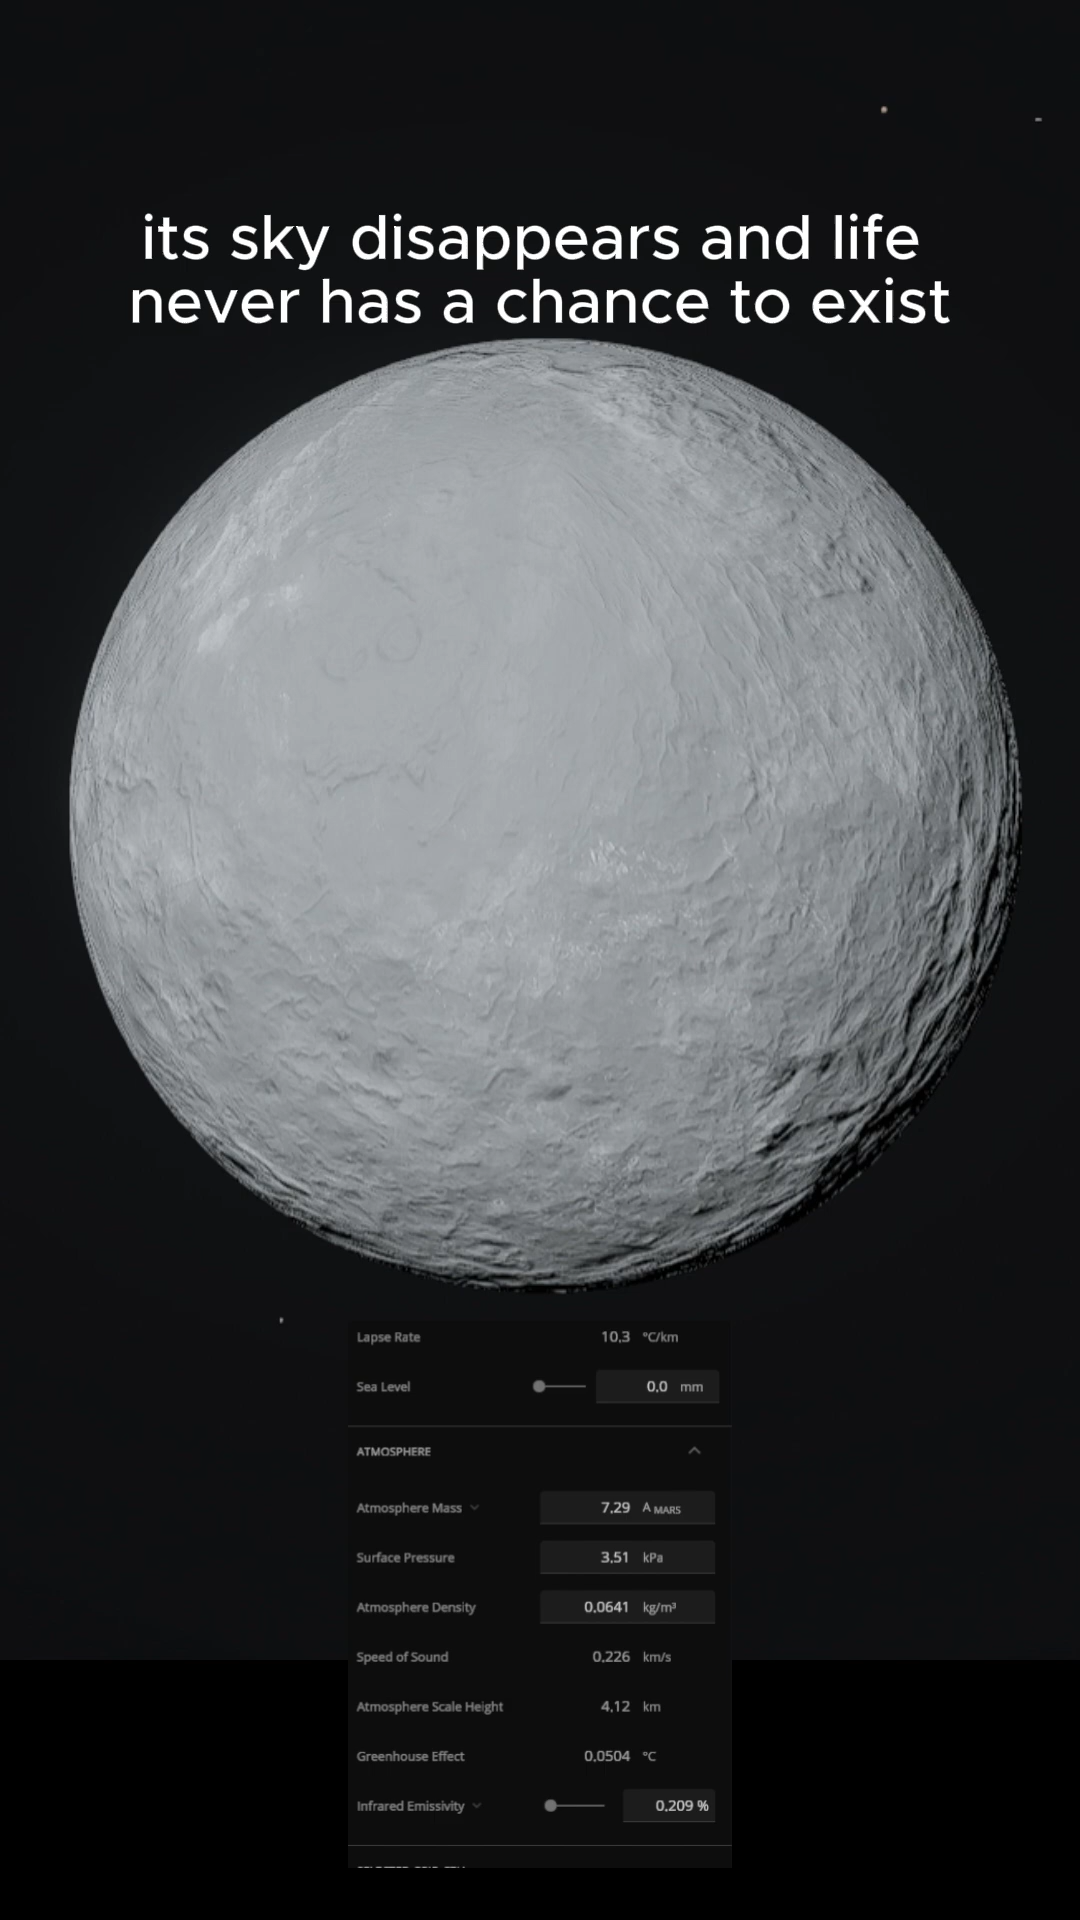 its sky disappears and life
never has a chance to exist
Lapse Rate 10,3 °C/km
Sea Level 0,0 mm
ATMOSPHERE
Atmosphere Mass 7,29 A MARS
Surface Pressure 3,51 kPa
Atmosphere Density 0,0641 kg/m³
Speed of Sound 0,226 km/s
Atmosphere Scale Height 4,12 km
Greenhouse Effect 0,0504 °C
Infrared Emissivity 0,209 %